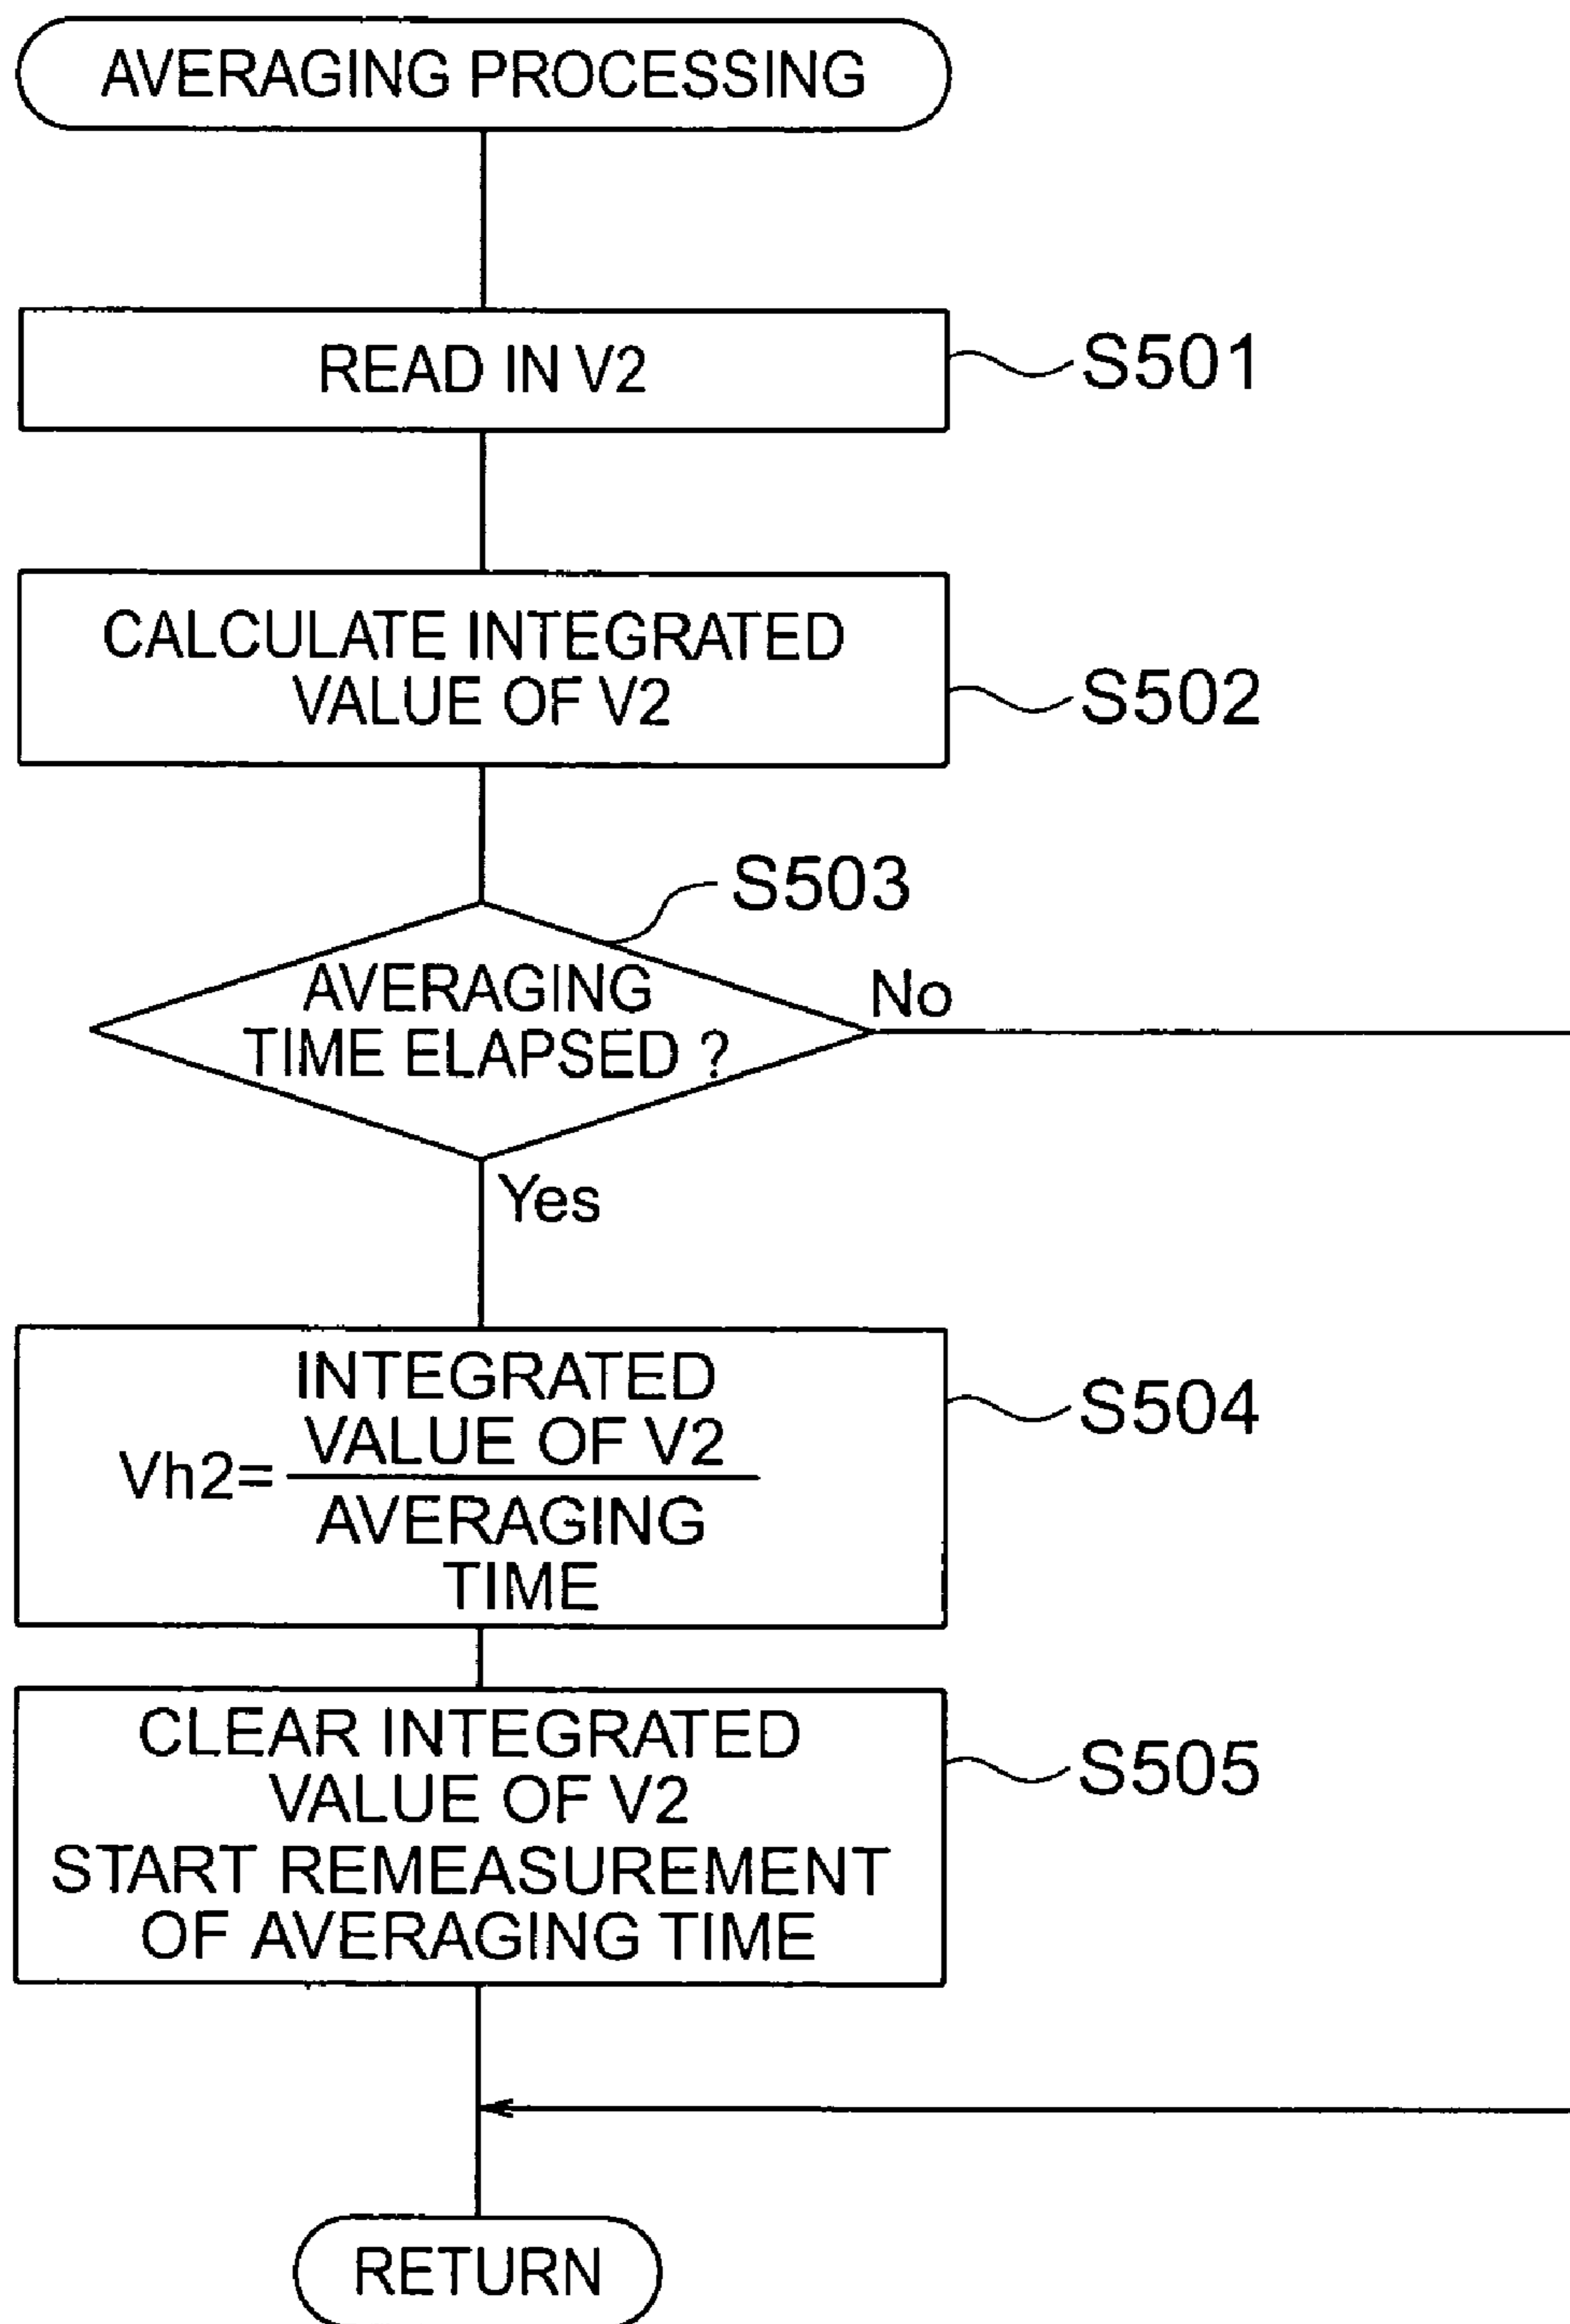 AVERAGING PROCESSING
READ IN V2
S501
CALCULATE INTEGRATED
VALUE OF V2
S502
S503
AVERAGING
TIME ELAPSED ?
No
Yes
INTEGRATED
VALUE OF V2
Vh2=
AVERAGING
TIME
S504
CLEAR INTEGRATED
VALUE OF V2
START REMEASUREMENT
OF AVERAGING TIME
S505
RETURN